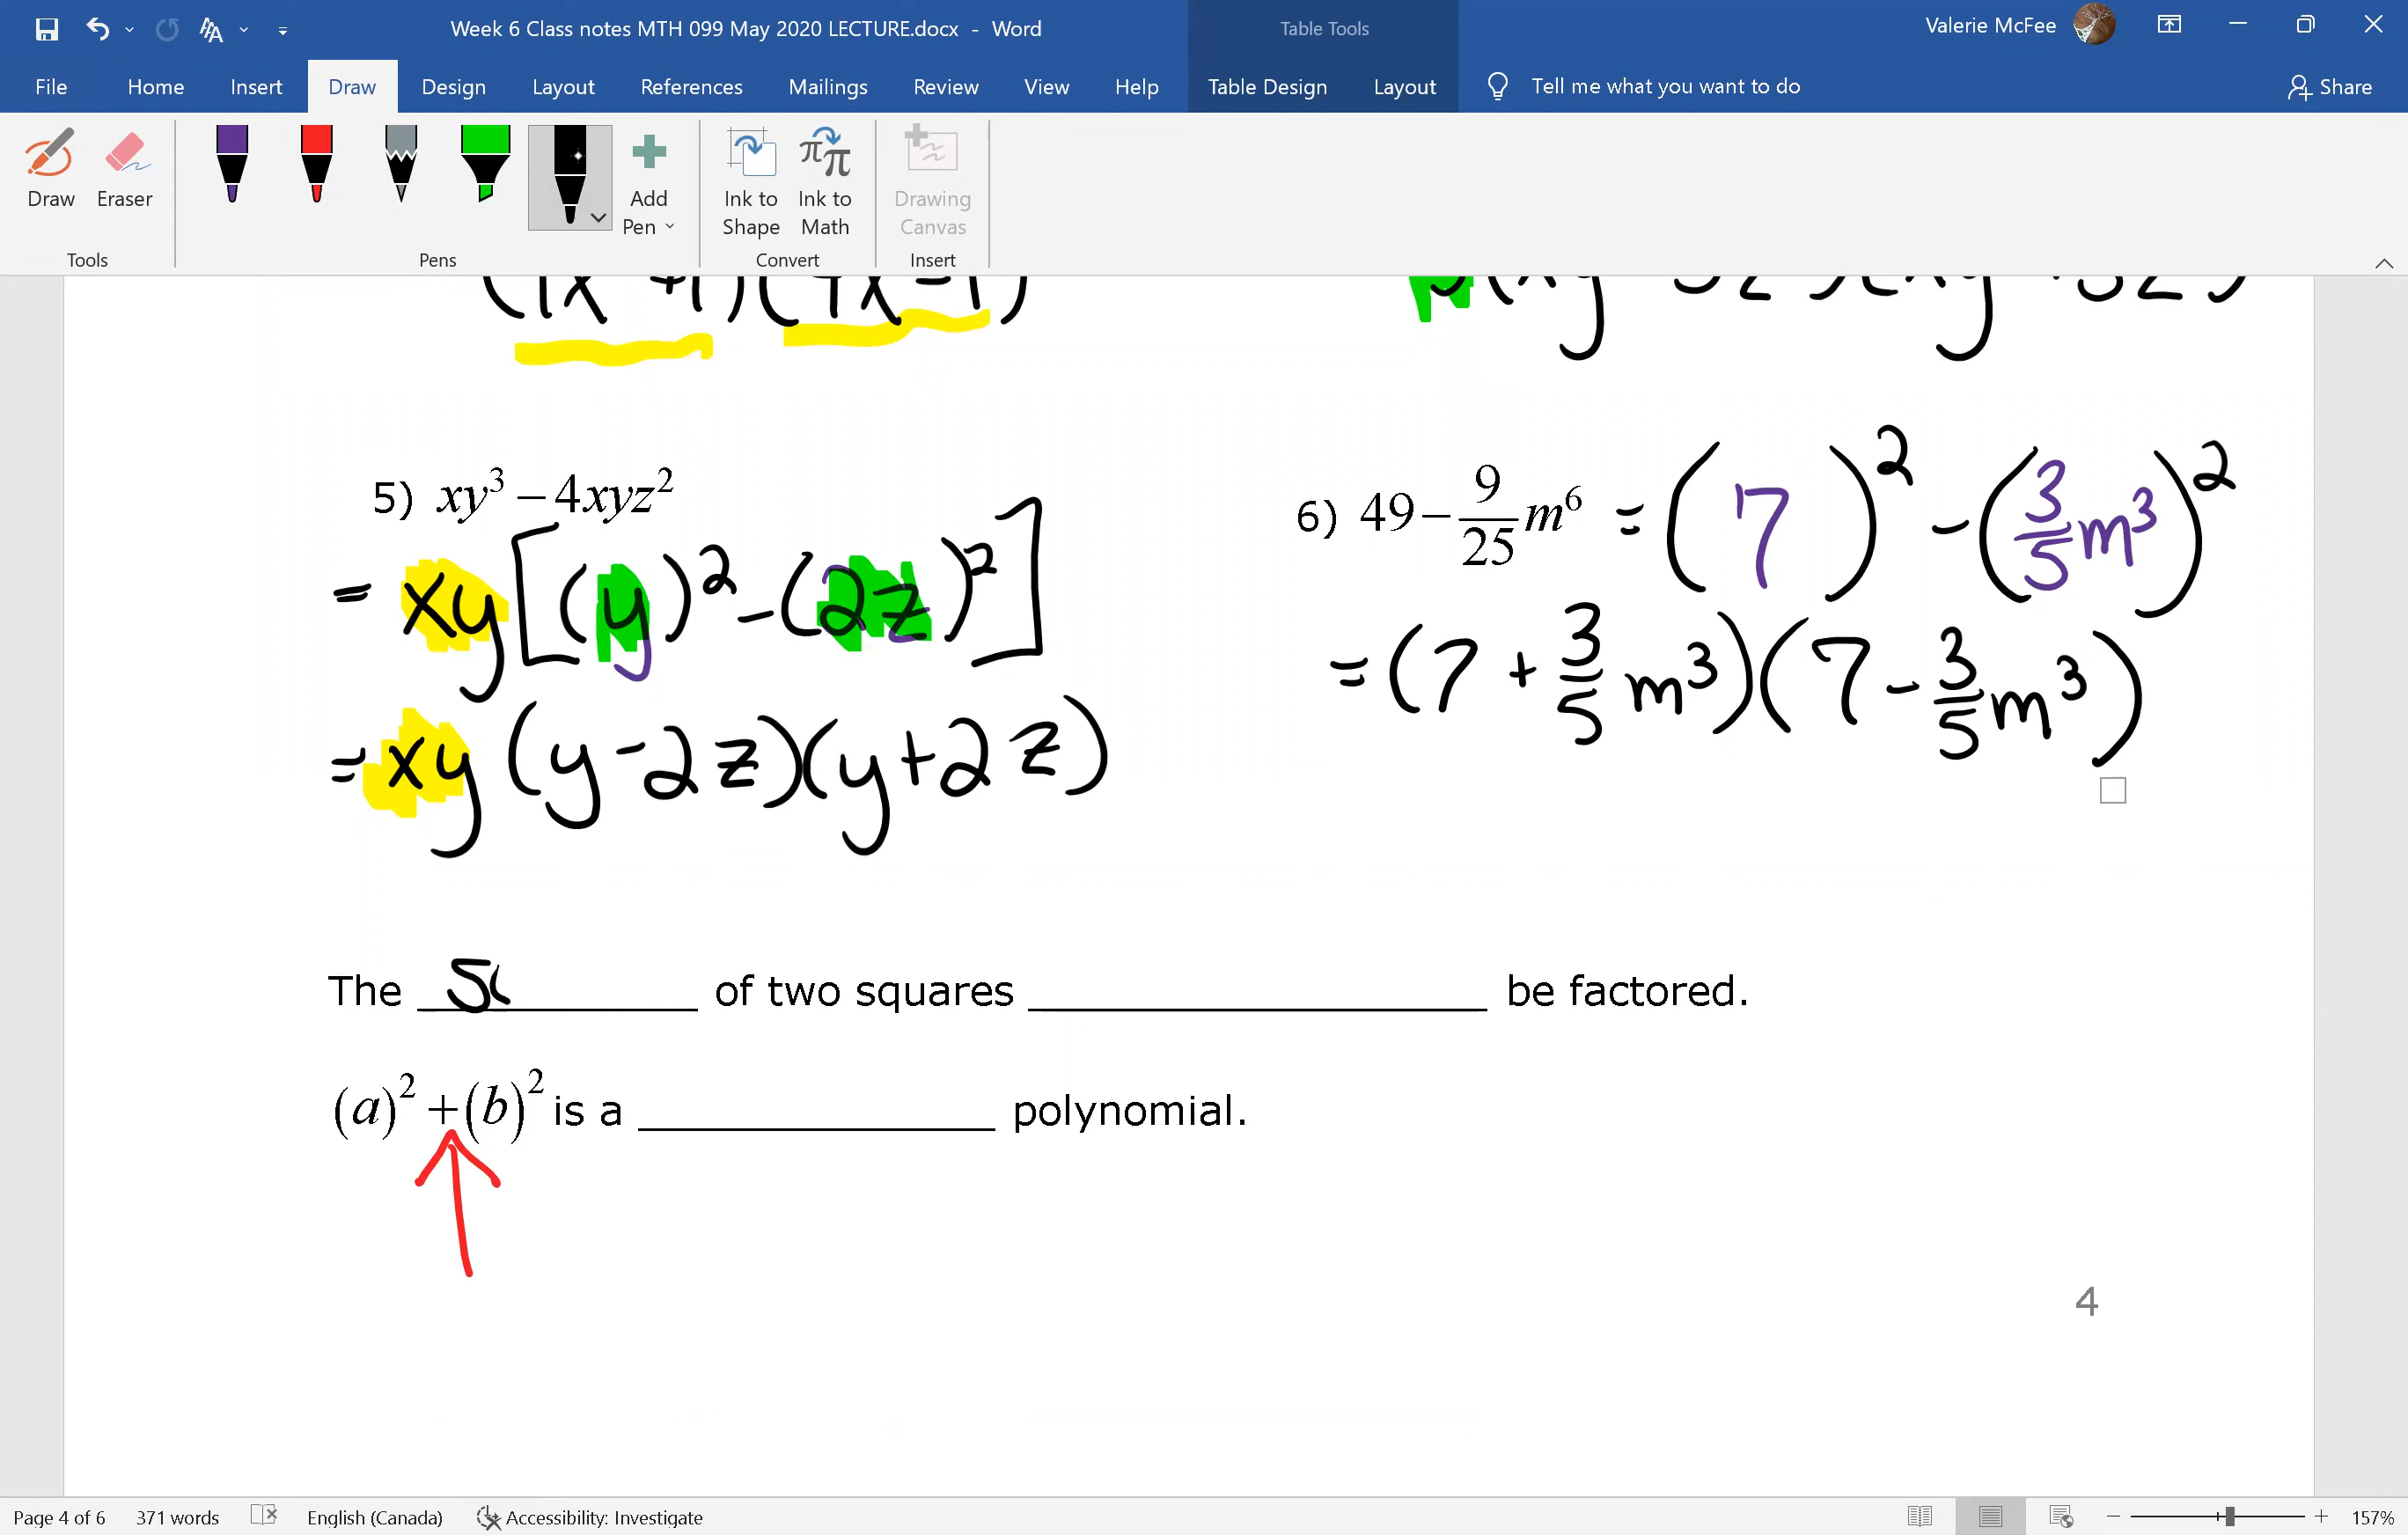 Week 6 Class notes MTH 099 May 2020 LECTURE.docx - Word
Table Tools
Valerie McFee
File Home Insert Draw Design Layout References Mailings Review View Help Table Design Layout Tell me what you want to do Share
Draw Eraser Add Pen Ink to Shape Ink to Math Drawing Canvas
Tools Pens Convert Insert
5) xy³ – 4xyz²
= xy[(y)² - (2z)²]
= xy(y - 2z)(y + 2z)
6) 49 – 9/25 m⁶ = (7)² - (3/5 m³)²
= (7 + 3/5 m³)(7 - 3/5 m³)
The ____ of two squares ____ be factored.
(a)² + (b)² is a ____ polynomial.
4
Page 4 of 6 371 words English (Canada) Accessibility: Investigate 157%